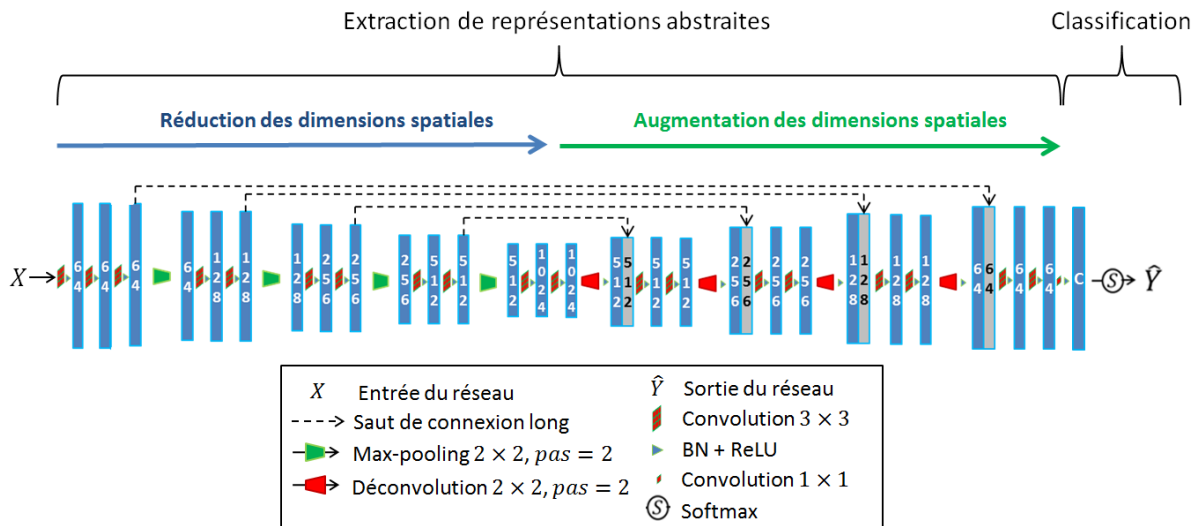 Extraction de représentations abstraites
Classification
Réduction des dimensions spatiales
Augmentation des dimensions spatiales
X
64
64
64
64
128
128
128
256
256
256
512
512
512
1024
1024
512
512
512
512
256
256
256
256
128
128
128
128
64
64
64
64
C
S
Ŷ
X Entrée du réseau
Saut de connexion long
Max-pooling 2 × 2, pas = 2
Déconvolution 2 × 2, pas = 2
Ŷ Sortie du réseau
Convolution 3 × 3
BN + ReLU
Convolution 1 × 1
S Softmax